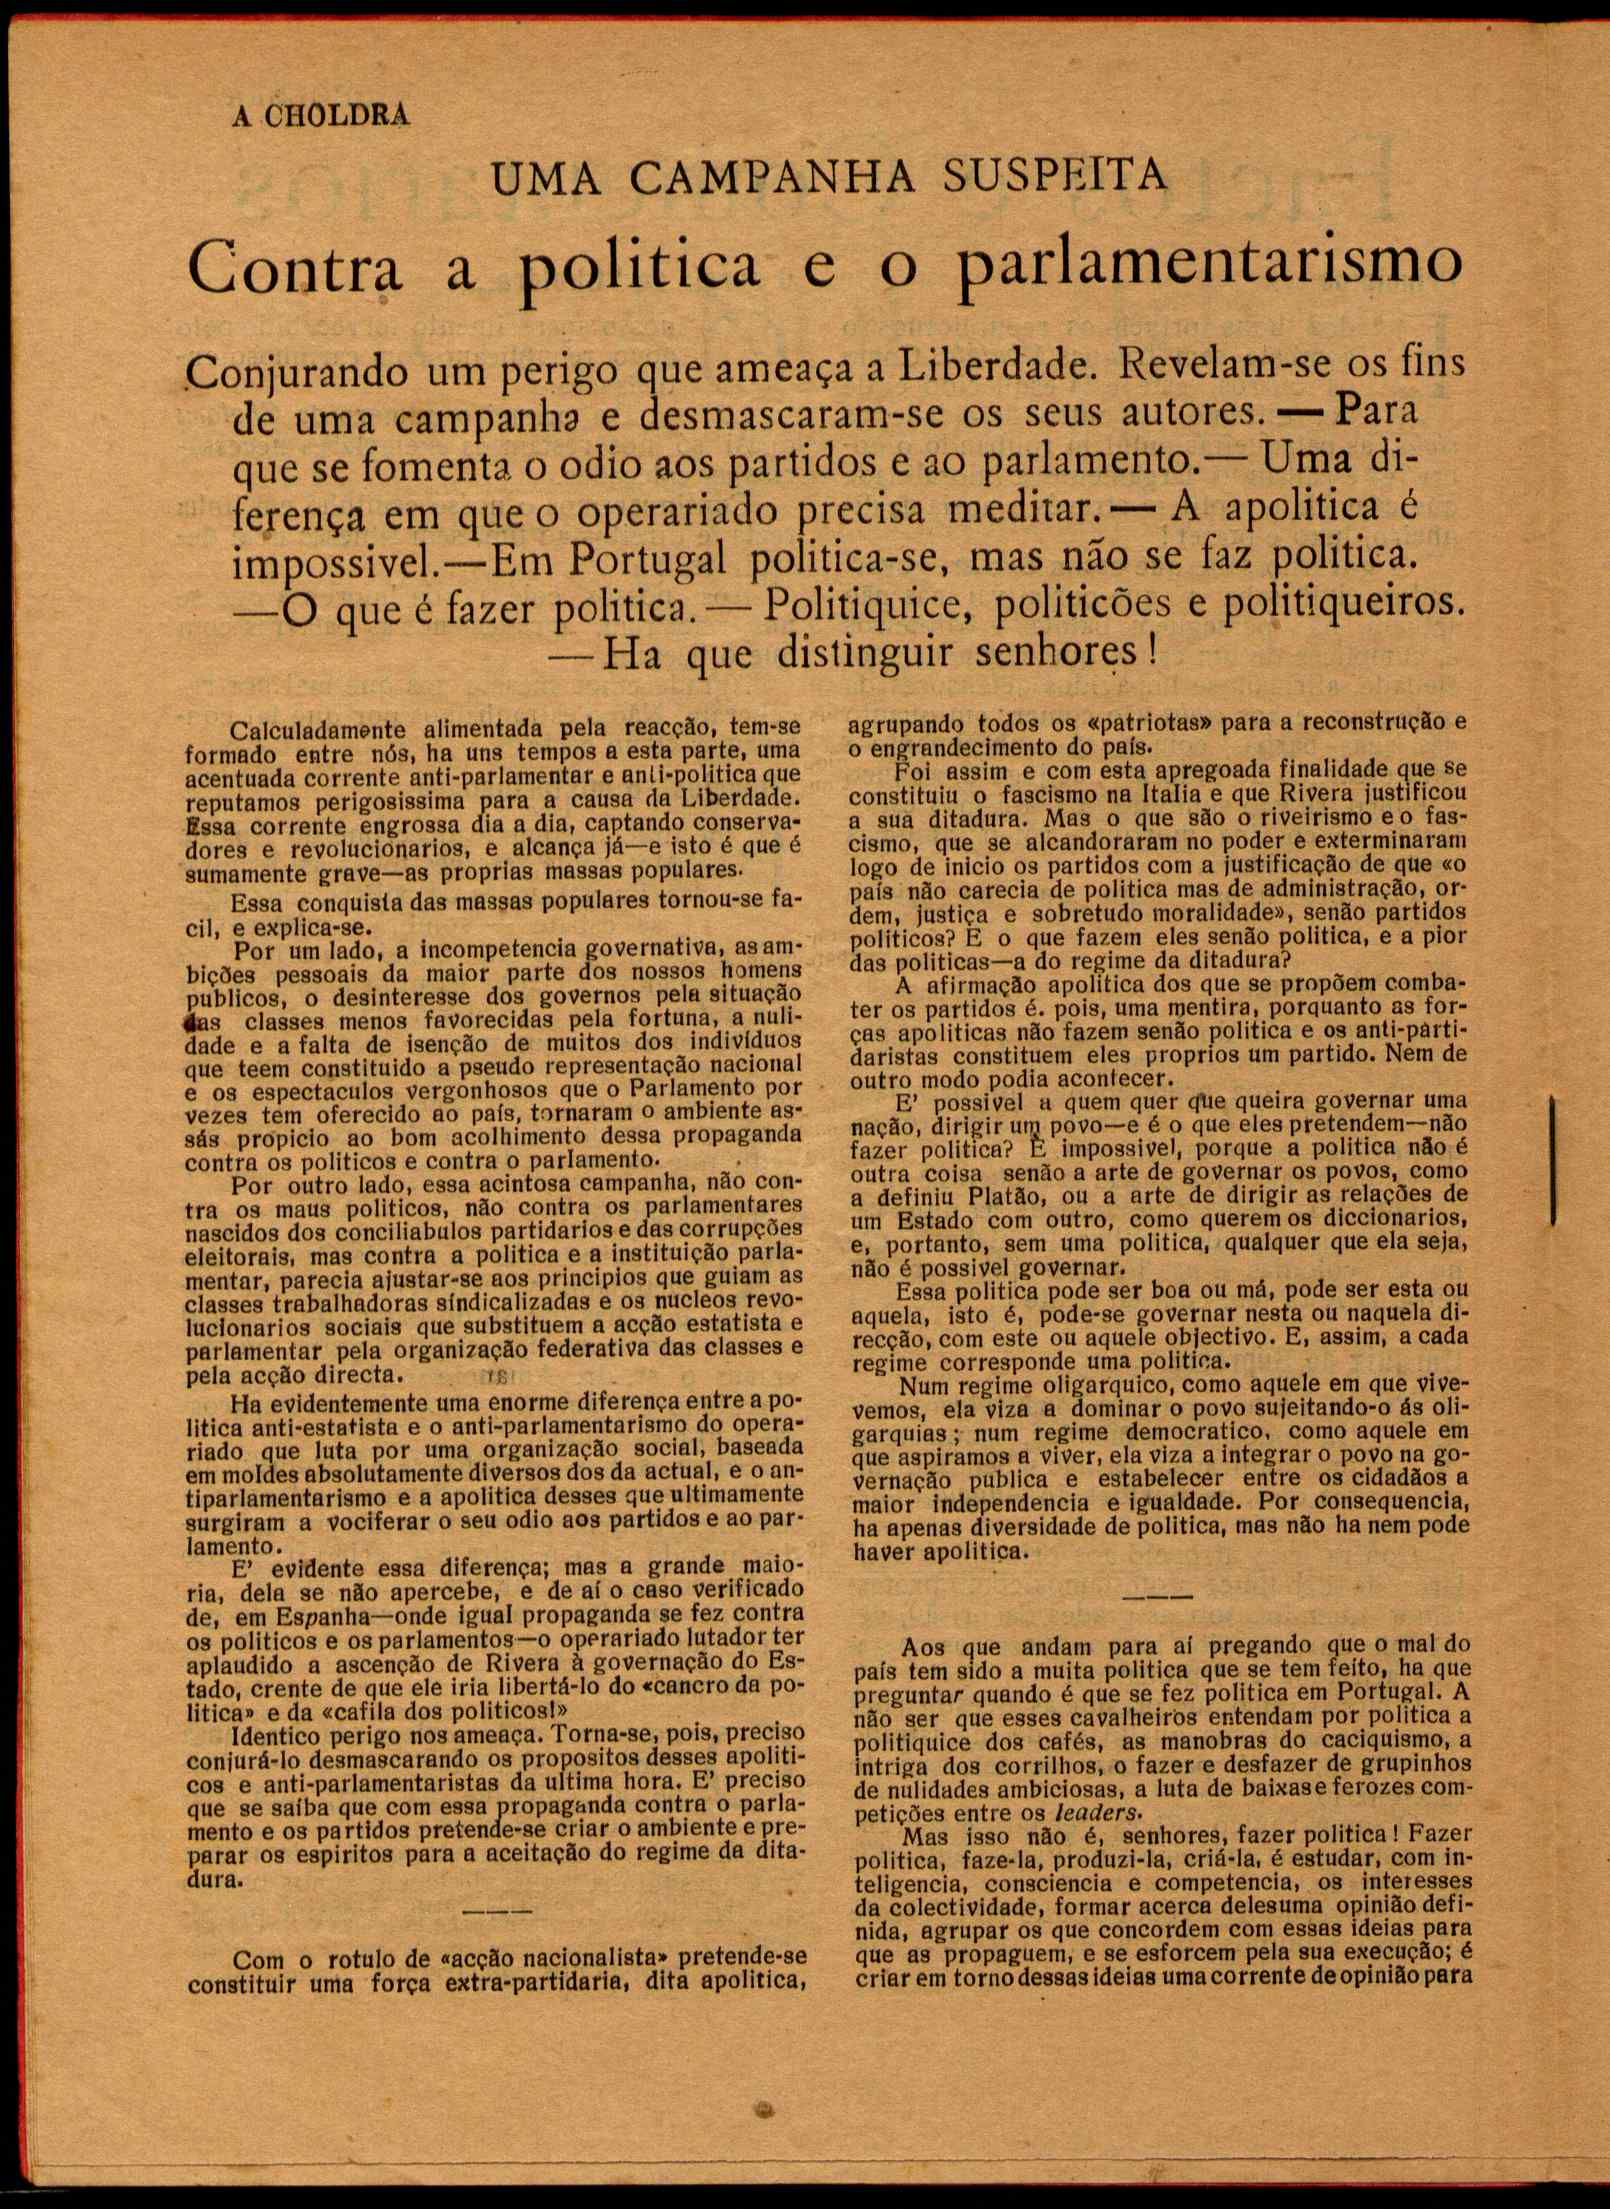 A CHOLDRA
UMA CAMPANHA SUSPEITA
Contra a politica e o parlamentarismo
Conjurando um perigo que ameaça a Liberdade. Revelam-se os fins
de uma campanha e desmascaram-se os seus autores. — Para
que se fomenta o odio aos partidos e ao parlamento.— Uma di-
ferença em que o operariado precisa meditar. — A apolitica é
impossivel.—Em Portugal politica-se, mas não se faz politica.
—O que é fazer politica. — Politiquice, politicões e politiqueiros.
—Ha que distinguir senhores!
Calculadamente alimentada pela reacção, tem-se
formado entre nós, ha uns tempos a esta parte, uma
acentuada corrente anti-parlamentar e anti-politica que
reputamos perigosissima para a causa da Liberdade.
Essa corrente engrossa dia a dia, captando conserva-
dores e revolucionarios, e alcança já—e isto é que é
sumamente grave—as proprias massas populares.
Essa conquista das massas populares tornou-se fa-
cil, e explica-se.
Por um lado, a incompetencia governativa, as am-
bições pessoais da maior parte dos nossos homens
publicos, o desinteresse dos governos pela situação
das classes menos favorecidas pela fortuna, a nuli-
dade e a falta de isenção de muitos dos indivíduos
que teem constituido a pseudo representação nacional
e os espectaculos vergonhosos que o Parlamento por
vezes tem oferecido ao país, tornaram o ambiente as-
sás propicio ao bom acolhimento dessa propaganda
contra os politicos e contra o parlamento.
Por outro lado, essa acintosa campanha, não con-
tra os maus politicos, não contra os parlamentares
nascidos dos conciliabulos partidarios e das corrupções
eleitorais, mas contra a politica e a instituição parla-
mentar, parecia ajustar-se aos principios que guiam as
classes trabalhadoras sindicalizadas e os nucleos revo-
lucionarios sociais que substituem a acção estatista e
parlamentar pela organização federativa das classes e
pela acção directa.
Ha evidentemente uma enorme diferença entre a po-
litica anti-estatista e o anti-parlamentarismo do opera-
riado que luta por uma organização social, baseada
em moldes absolutamente diversos dos da actual, e o an-
tiparlamentarismo e a apolitica desses que ultimamente
surgiram a vociferar o seu odio aos partidos e ao par-
lamento.
E' evidente essa diferença; mas a grande maio-
ria, dela se não apercebe, e de aí o caso verificado
de, em Espanha—onde igual propaganda se fez contra
os politicos e os parlamentos—o operariado lutador ter
aplaudido a ascenção de Rivera à governação do Es-
tado, crente de que ele iria libertá-lo do «cancro da po-
litica» e da «cafila dos politicos!»
Identico perigo nos ameaça. Torna-se, pois, preciso
conjurá-lo desmascarando os propositos desses apoliti-
cos e anti-parlamentaristas da ultima hora. E' preciso
que se saiba que com essa propaganda contra o parla-
mento e os partidos pretende-se criar o ambiente e pre-
parar os espiritos para a aceitação do regime da dita-
dura.
Com o rotulo de «acção nacionalista» pretende-se
constituir uma força extra-partidaria, dita apolitica,
agrupando todos os «patriotas» para a reconstrução e
o engrandecimento do país.
Foi assim e com esta apregoada finalidade que se
constituiu o fascismo na Italia e que Rivera justificou
a sua ditadura. Mas o que são o riveirismo e o fas-
cismo, que se alcandoraram no poder e exterminaram
logo de inicio os partidos com a justificação de que «o
país não carecia de politica mas de administração, or-
dem, justiça e sobretudo moralidade», senão partidos
politicos? E o que fazem eles senão politica, e a pior
das politicas—a do regime da ditadura?
A afirmação apolitica dos que se propõem comba-
ter os partidos é. pois, uma mentira, porquanto as for-
ças apoliticas não fazem senão politica e os anti-parti-
daristas constituem eles proprios um partido. Nem de
outro modo podia acontecer.
E' possivel a quem quer que queira governar uma
nação, dirigir um povo—e é o que eles pretendem—não
fazer politica? E impossivel, porque a politica não é
outra coisa senão a arte de governar os povos, como
a definiu Platão, ou a arte de dirigir as relações de
um Estado com outro, como querem os diccionarios,
e, portanto, sem uma politica, qualquer que ela seja,
não é possivel governar.
Essa politica pode ser boa ou má, pode ser esta ou
aquela, isto é, pode-se governar nesta ou naquela di-
recção, com este ou aquele objectivo. E, assim, a cada
regime corresponde uma politica.
Num regime oligarquico, como aquele em que vive-
vemos, ela viza a dominar o povo sujeitando-o ás oli-
garquias; num regime democratico, como aquele em
que aspiramos a viver, ela viza a integrar o povo na go-
vernação publica e estabelecer entre os cidadãos a
maior independencia e igualdade. Por consequencia,
ha apenas diversidade de politica, mas não ha nem pode
haver apolitica.
Aos que andam para aí pregando que o mal do
país tem sido a muita politica que se tem feito, ha que
preguntar quando é que se fez politica em Portugal. A
não ser que esses cavalheiros entendam por politica a
politiquice dos cafés, as manobras do caciquismo, a
intriga dos corrilhos, o fazer e desfazer de grupinhos
de nulidades ambiciosas, a luta de baixas e ferozes com-
petições entre os leaders.
Mas isso não é, senhores, fazer politica! Fazer
politica, faze-la, produzi-la, criá-la, é estudar, com in-
teligencia, consciencia e competencia, os interesses
da colectividade, formar acerca delesuma opinião defi-
nida, agrupar os que concordem com essas ideias para
que as propaguem, e se esforcem pela sua execução; é
criar em torno dessas ideias uma corrente de opinião para